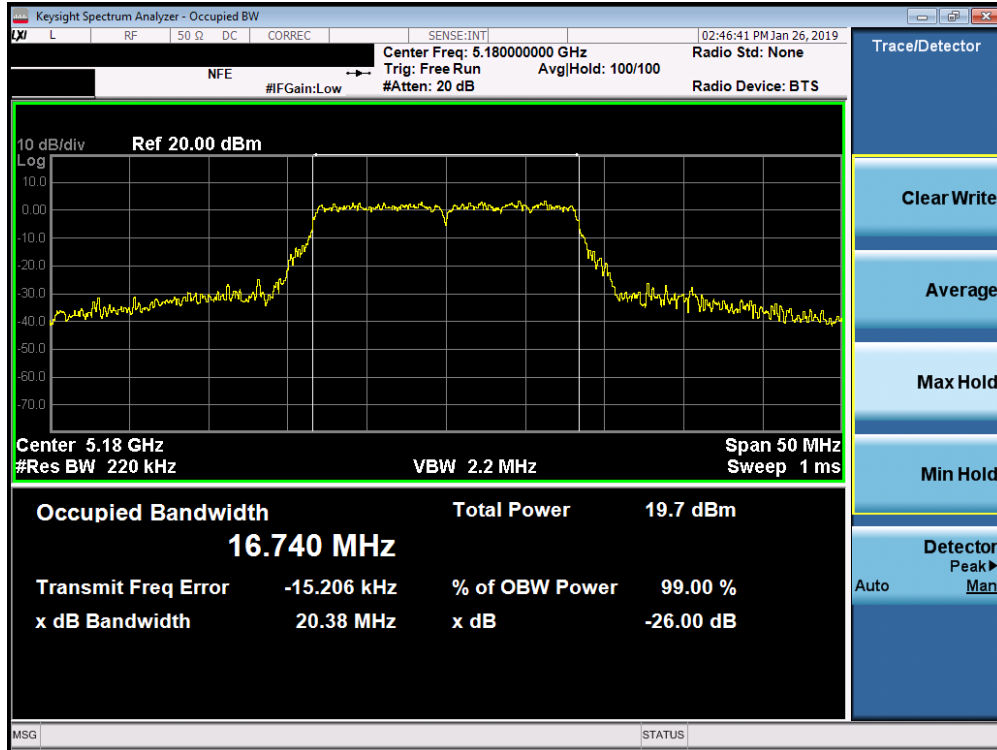 Keysight Spectrum Analyzer - Occupied BW
LXI L RF 50 Ω DC CORREC SENSE:INT 02:46:41 PM Jan 26, 2019
Center Freq: 5.180000000 GHz Radio Std: None
NFE Trig: Free Run Avg|Hold: 100/100
#IFGain:Low #Atten: 20 dB Radio Device: BTS
10 dB/div Ref 20.00 dBm
Log
10.0
0.00
-10.0
-20.0
-30.0
-40.0
-50.0
-60.0
-70.0
Center 5.18 GHz Span 50 MHz
#Res BW 220 kHz VBW 2.2 MHz Sweep 1 ms
Occupied Bandwidth Total Power 19.7 dBm
16.740 MHz
Transmit Freq Error -15.206 kHz % of OBW Power 99.00 %
x dB Bandwidth 20.38 MHz x dB -26.00 dB
MSG STATUS
Trace/Detector
Clear Write
Average
Max Hold
Min Hold
Detector
Peak▶
Auto Man